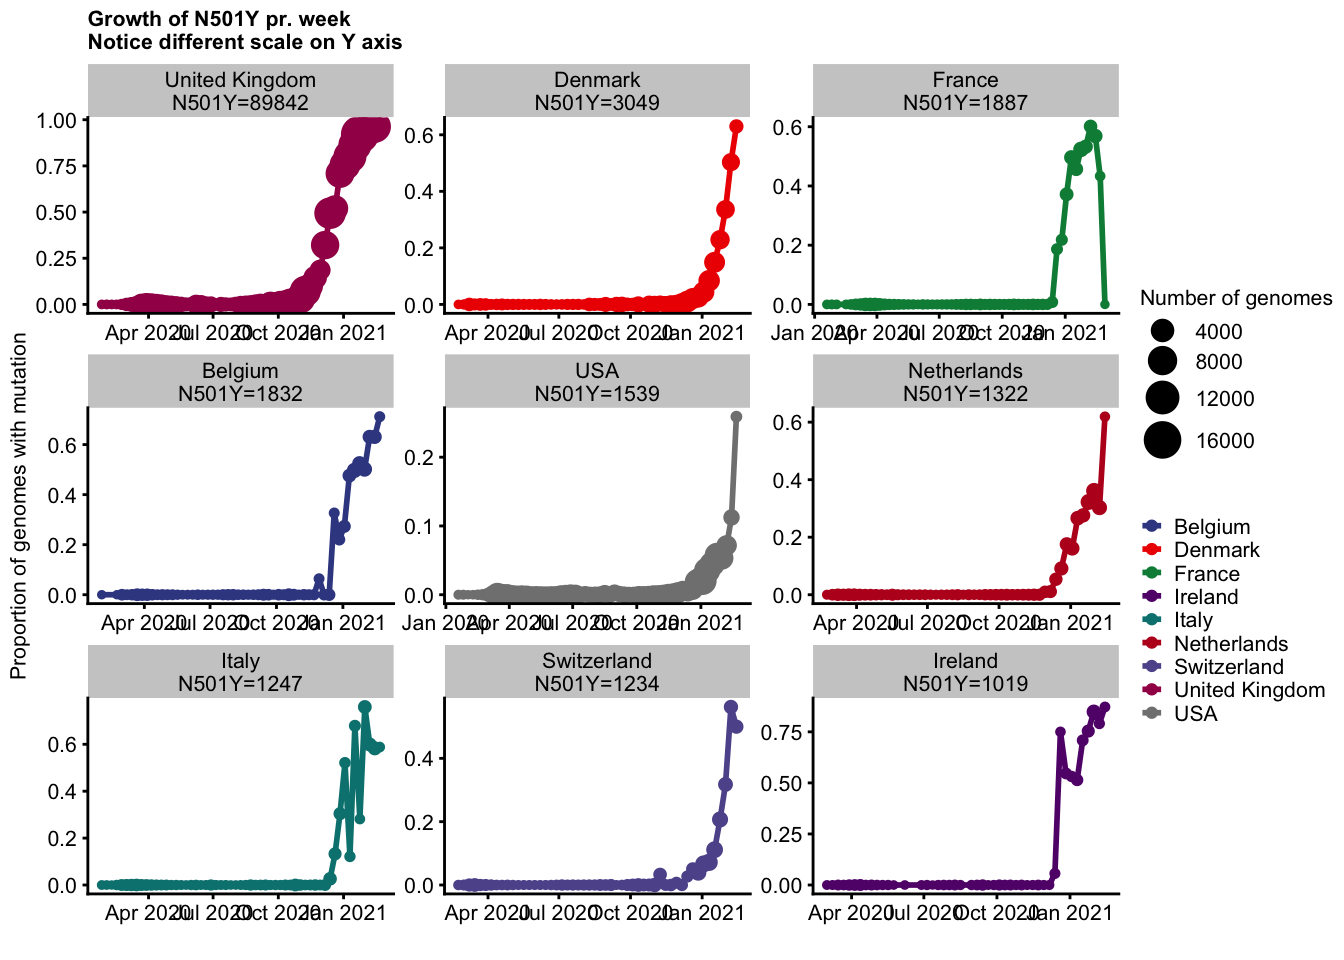 Growth of N501Y pr. week
Notice different scale on Y axis
Proportion of genomes with mutation
United Kingdom
N501Y=89842
1.00
0.75
0.50
0.25
0.00
Apr 2020 Jul 2020 Oct 2020 Jan 2021
Denmark
N501Y=3049
0.6
0.4
0.2
0.0
Apr 2020 Jul 2020 Oct 2020 Jan 2021
France
N501Y=1887
0.6
0.4
0.2
0.0
Jan 2020 Apr 2020 Jul 2020 Oct 2020 Jan 2021
Belgium
N501Y=1832
0.6
0.4
0.2
0.0
Apr 2020 Jul 2020 Oct 2020 Jan 2021
USA
N501Y=1539
0.2
0.1
0.0
Jan 2020 Apr 2020 Jul 2020 Oct 2020 Jan 2021
Netherlands
N501Y=1322
0.6
0.4
0.2
0.0
Apr 2020 Jul 2020 Oct 2020 Jan 2021
Italy
N501Y=1247
0.6
0.4
0.2
0.0
Apr 2020 Jul 2020 Oct 2020 Jan 2021
Switzerland
N501Y=1234
0.4
0.2
0.0
Apr 2020 Jul 2020 Oct 2020 Jan 2021
Ireland
N501Y=1019
0.75
0.50
0.25
0.00
Apr 2020 Jul 2020 Oct 2020 Jan 2021
Number of genomes
4000
8000
12000
16000
Belgium
Denmark
France
Ireland
Italy
Netherlands
Switzerland
United Kingdom
USA